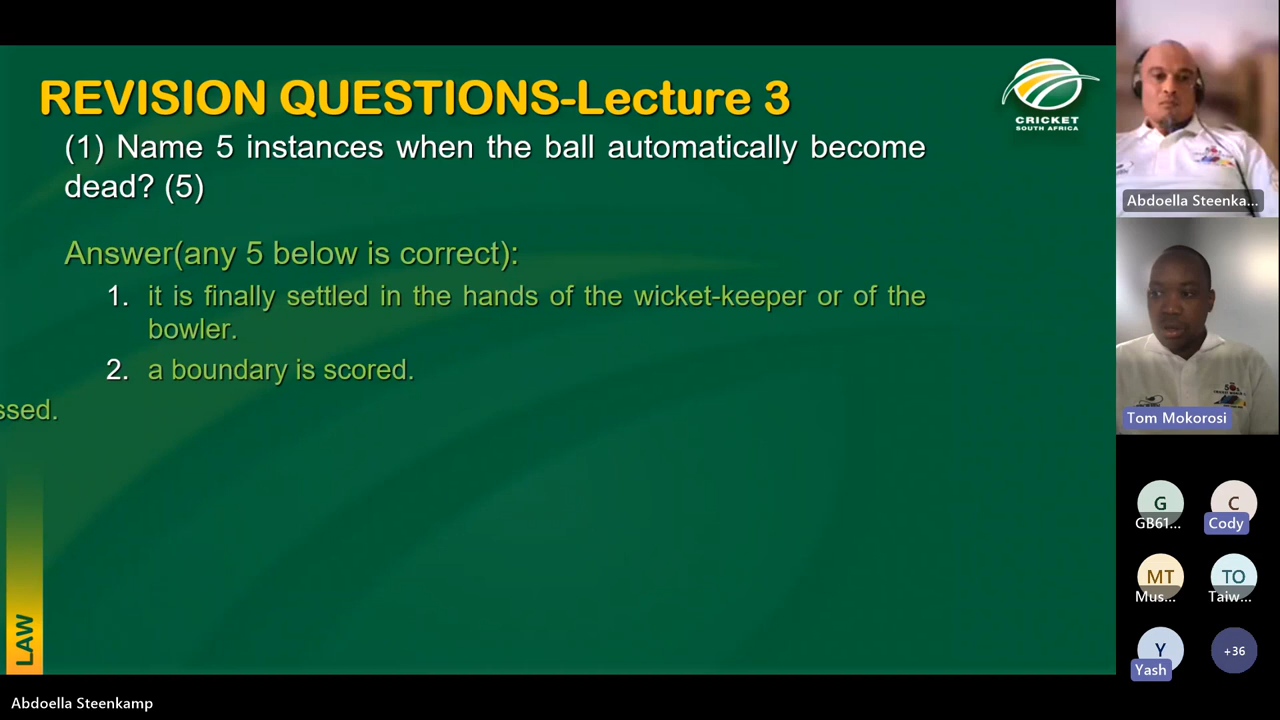 REVISION QUESTIONS-Lecture 3
(1) Name 5 instances when the ball automatically become
dead? (5)
Answer(any 5 below is correct):
1. it is finally settled in the hands of the wicket-keeper or of the
bowler.
2. a boundary is scored.
ssed.
LAW
CRICKET
SOUTH AFRICA
Abdoella Steenka...
Tom Mokorosi
G
GB61...
C
Cody
MT
Mus...
TO
Taiw...
Y
Yash
+36
Abdoella Steenkamp